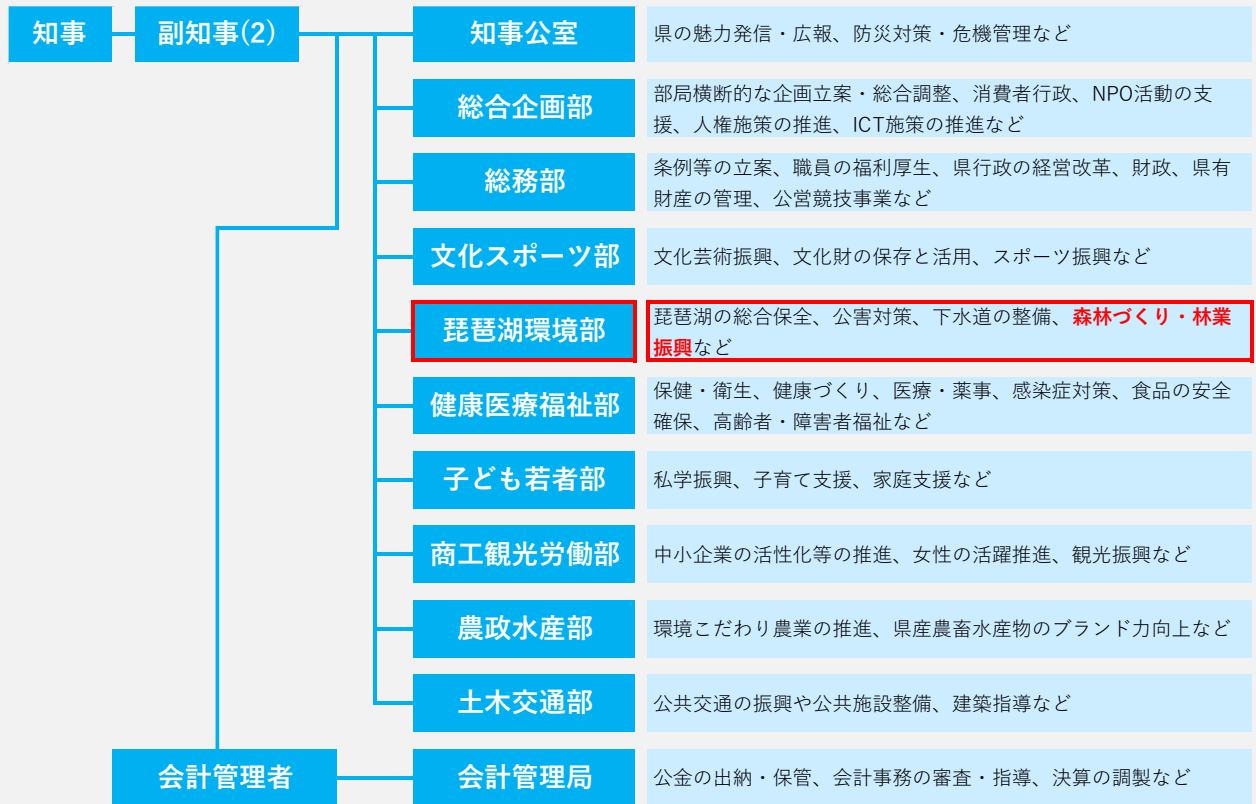 知事
副知事(2)
知事公室
県の魅力発信・広報、防災対策・危機管理など
総合企画部
部局横断的な企画立案・総合調整、消費者行政、NPO活動の支
援、人権施策の推進、ICT施策の推進など
総務部
条例等の立案、職員の福利厚生、県行政の経営改革、財政、県有
財産の管理、公営競技事業など
文化スポーツ部
文化芸術振興、文化財の保存と活用、スポーツ振興など
琵琶湖環境部
琵琶湖の総合保全、公害対策、下水道の整備、森林づくり・林業
振興など
健康医療福祉部
保健・衛生、健康づくり、医療・薬事、感染症対策、食品の安全
確保、高齢者・障害者福祉など
子ども若者部
私学振興、子育て支援、家庭支援など
商工観光労働部
中小企業の活性化等の推進、女性の活躍推進、観光振興など
農政水産部
環境こだわり農業の推進、県産農畜水産物のブランド力向上など
土木交通部
公共交通の振興や公共施設整備、建築指導など
会計管理者
会計管理局
公金の出納・保管、会計事務の審査・指導、決算の調製など